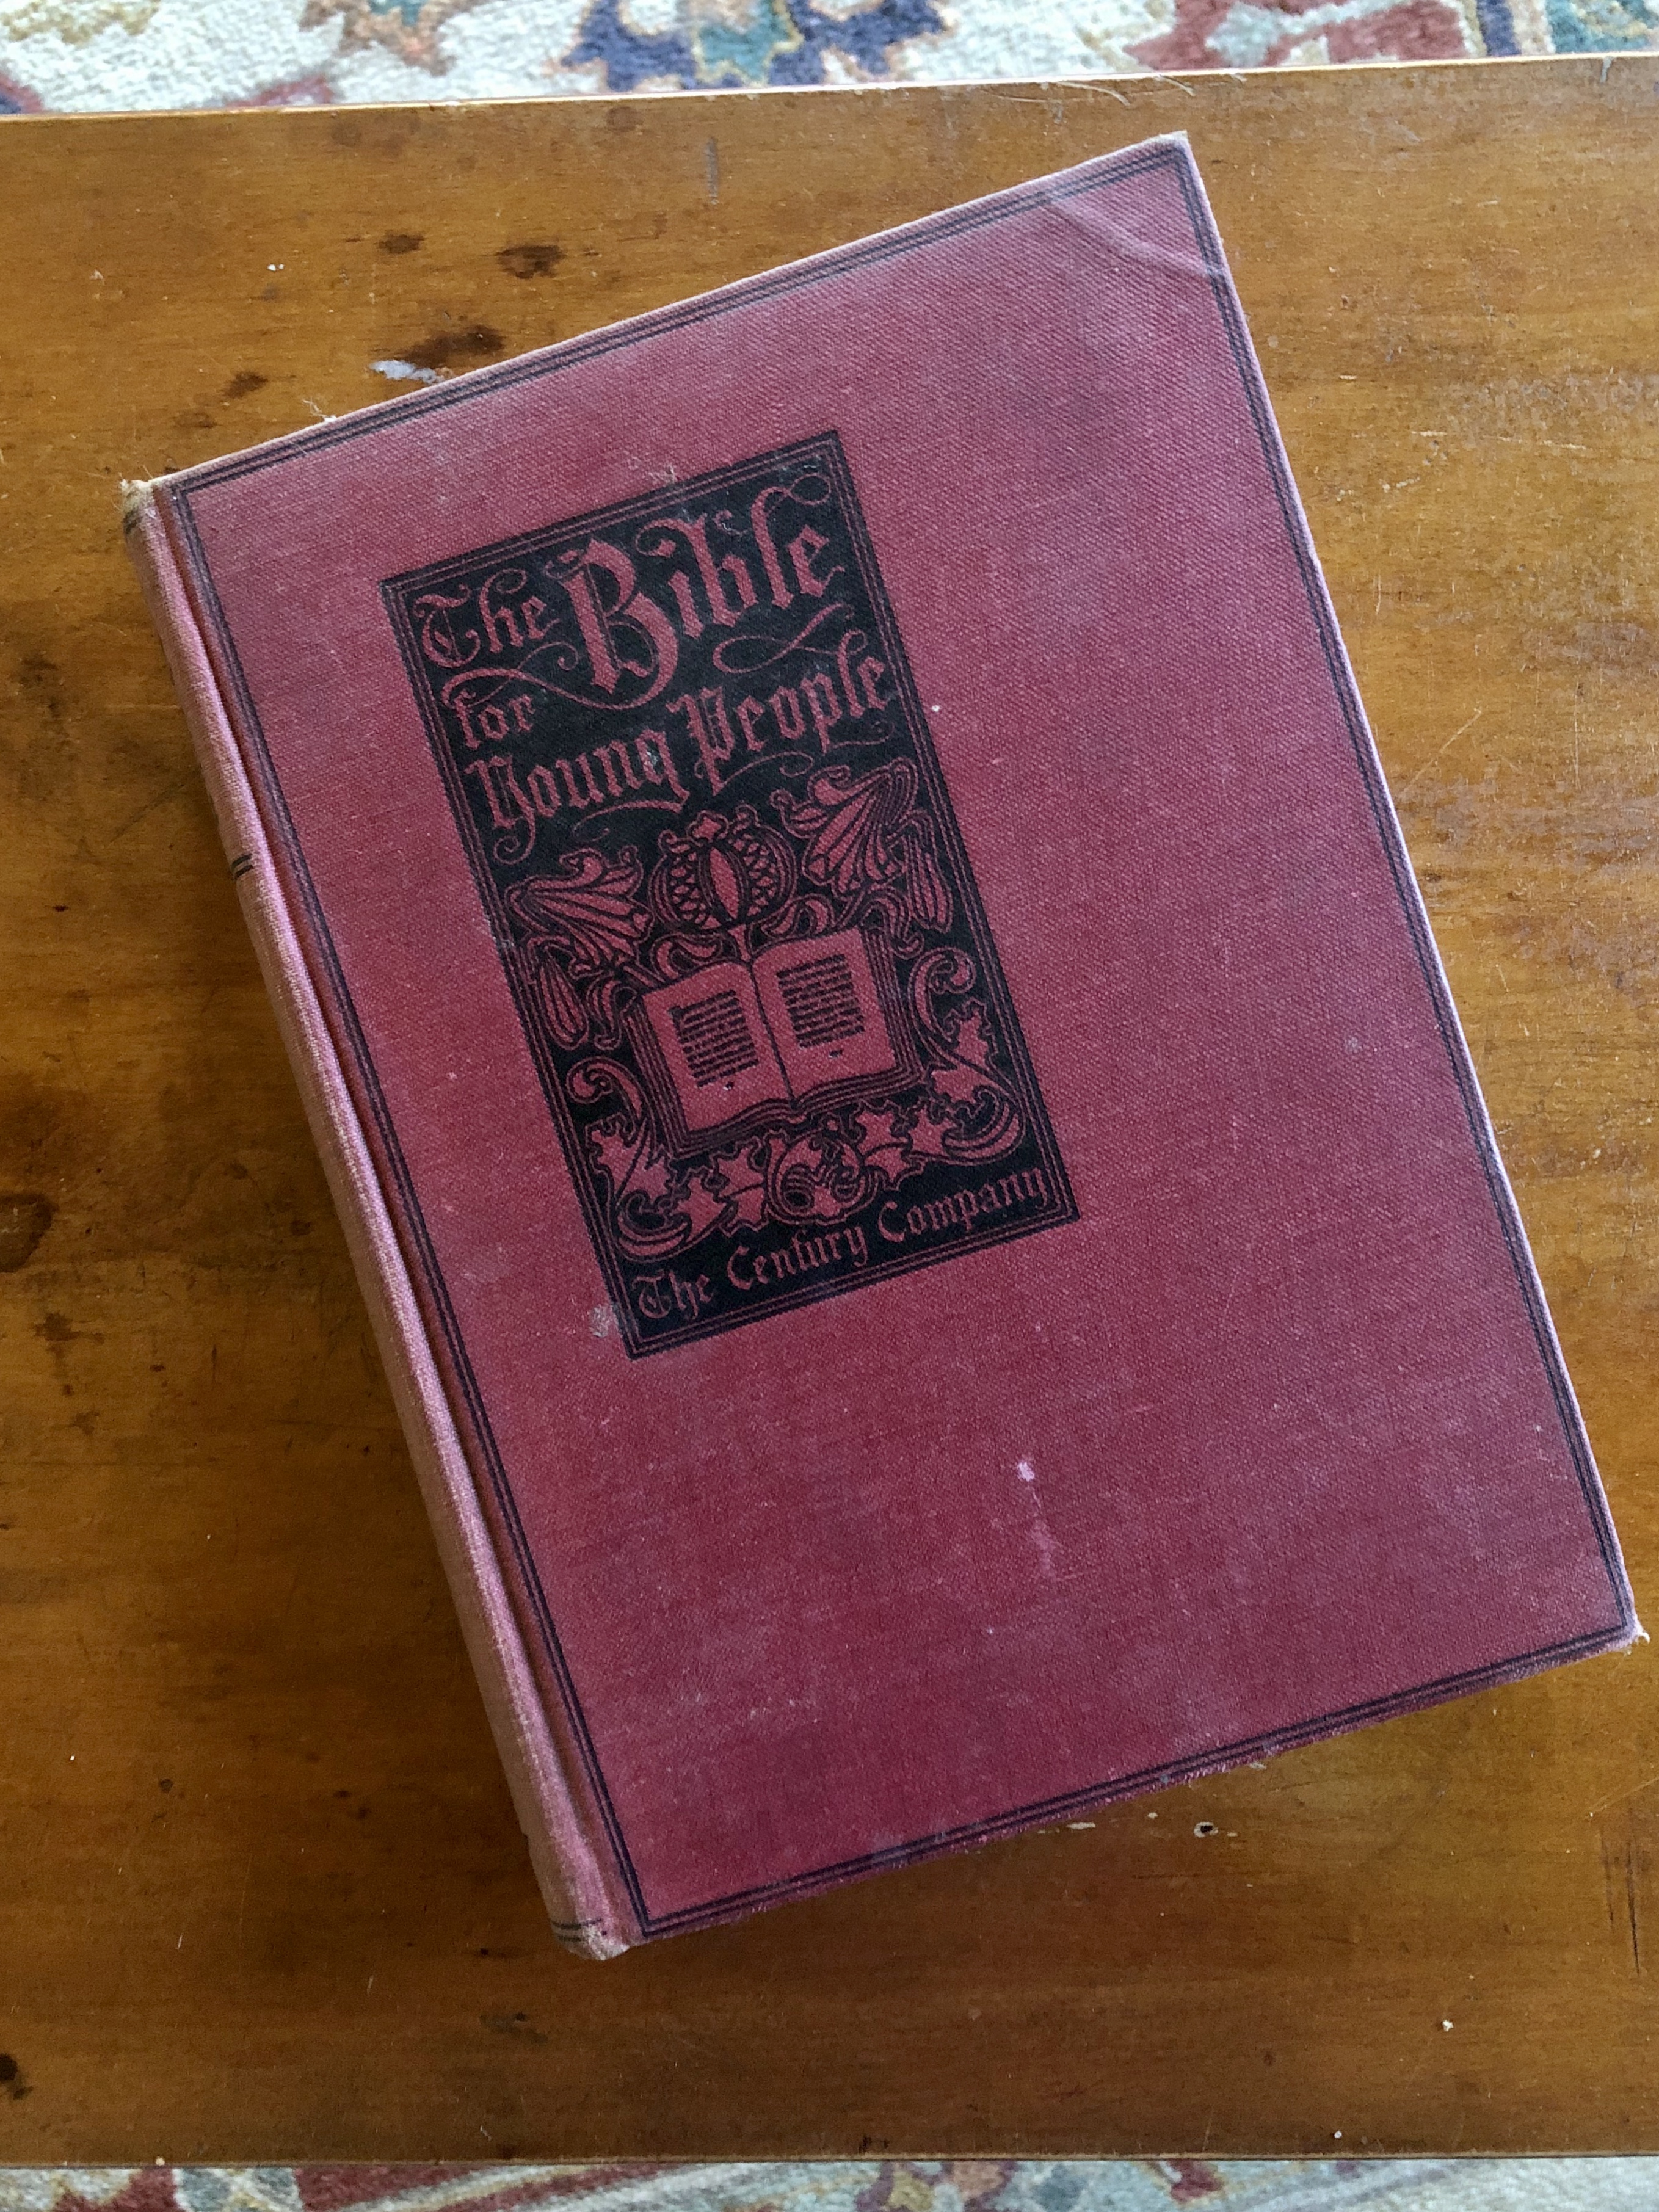 The Bible
for
Young People
The Century Company